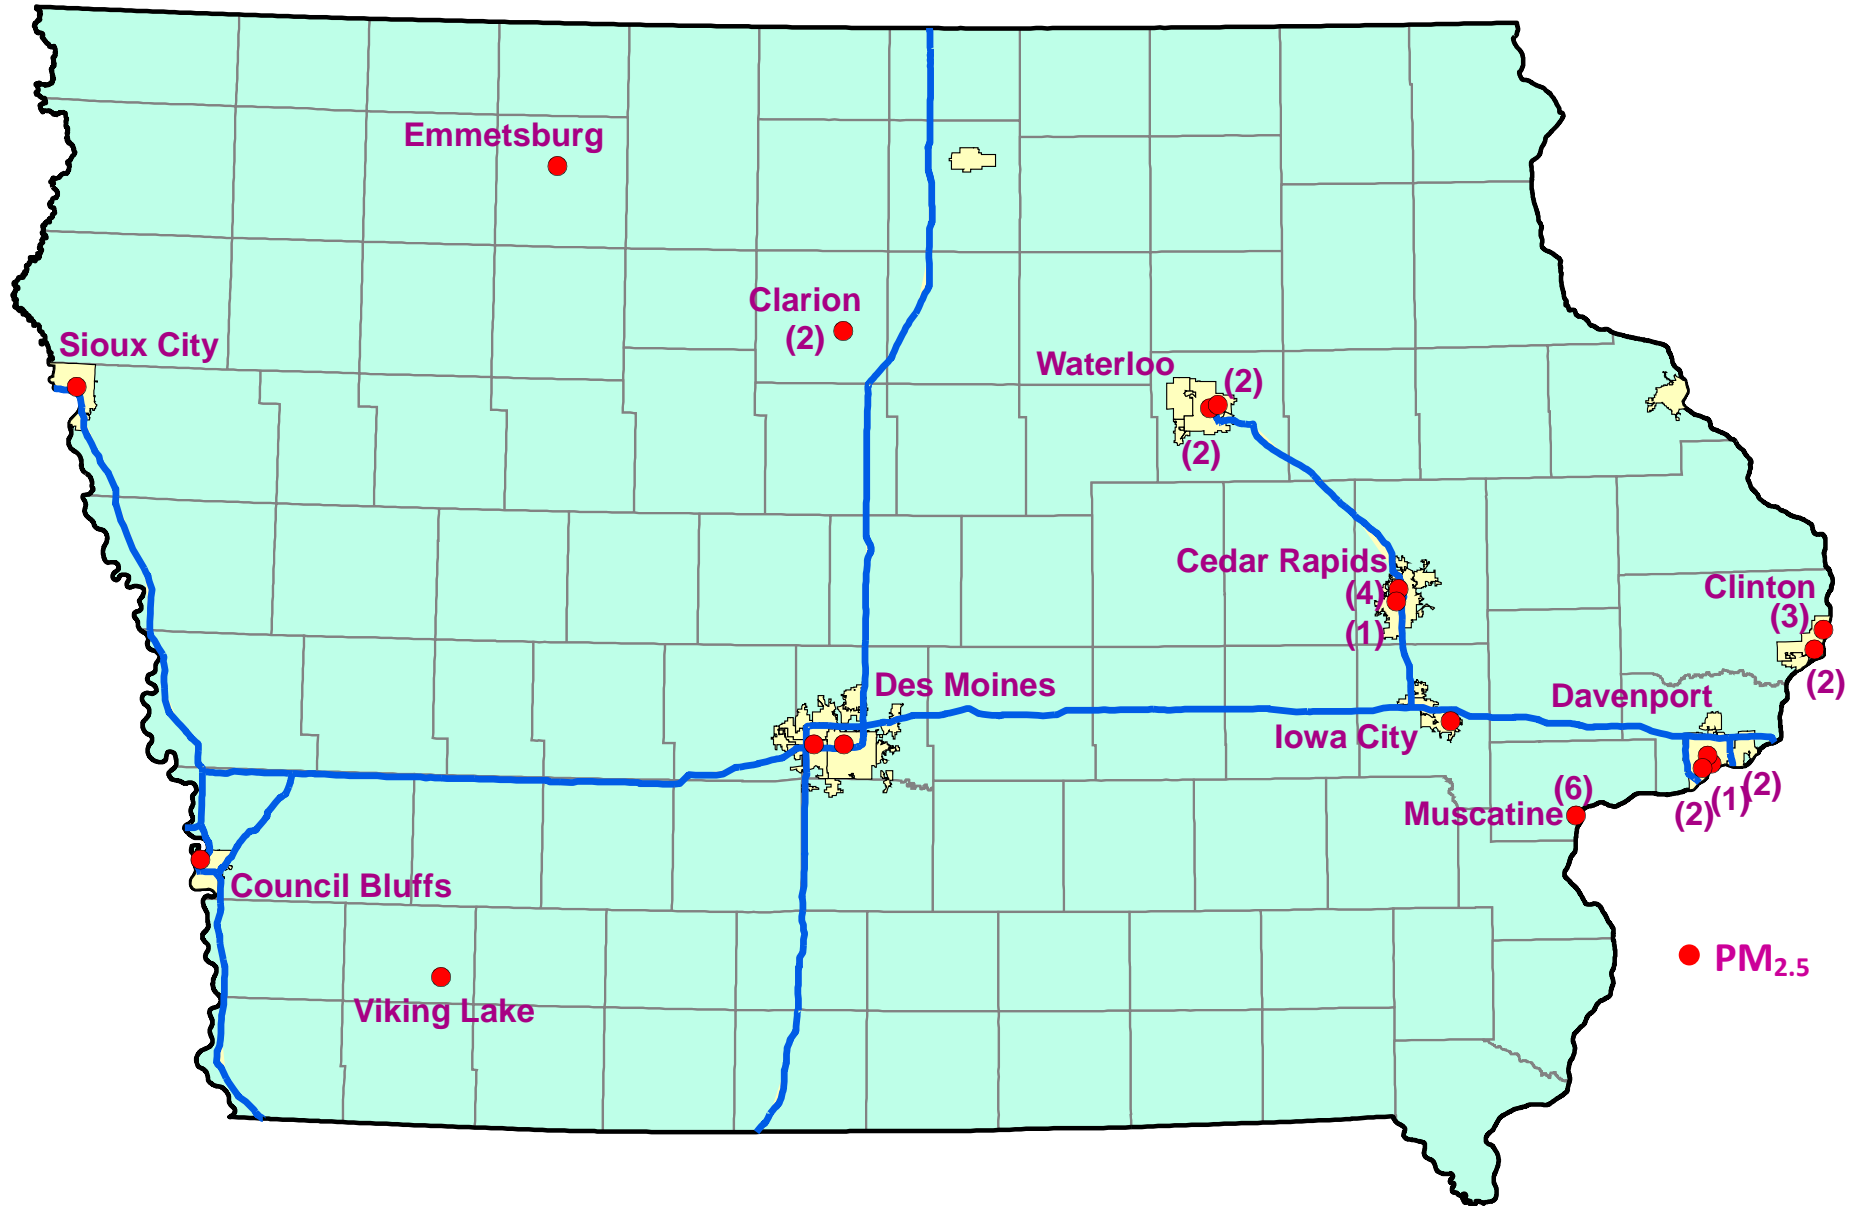 Emmetsburg
Clarion
(2)
Sioux City
Waterloo
(2)
(2)
Cedar Rapids
(4)
(1)
Clinton
(3)
(2)
Des Moines
Davenport
Iowa City
(2)
(1)
(2)
(6)
Muscatine
Council Bluffs
PM2.5
Viking Lake